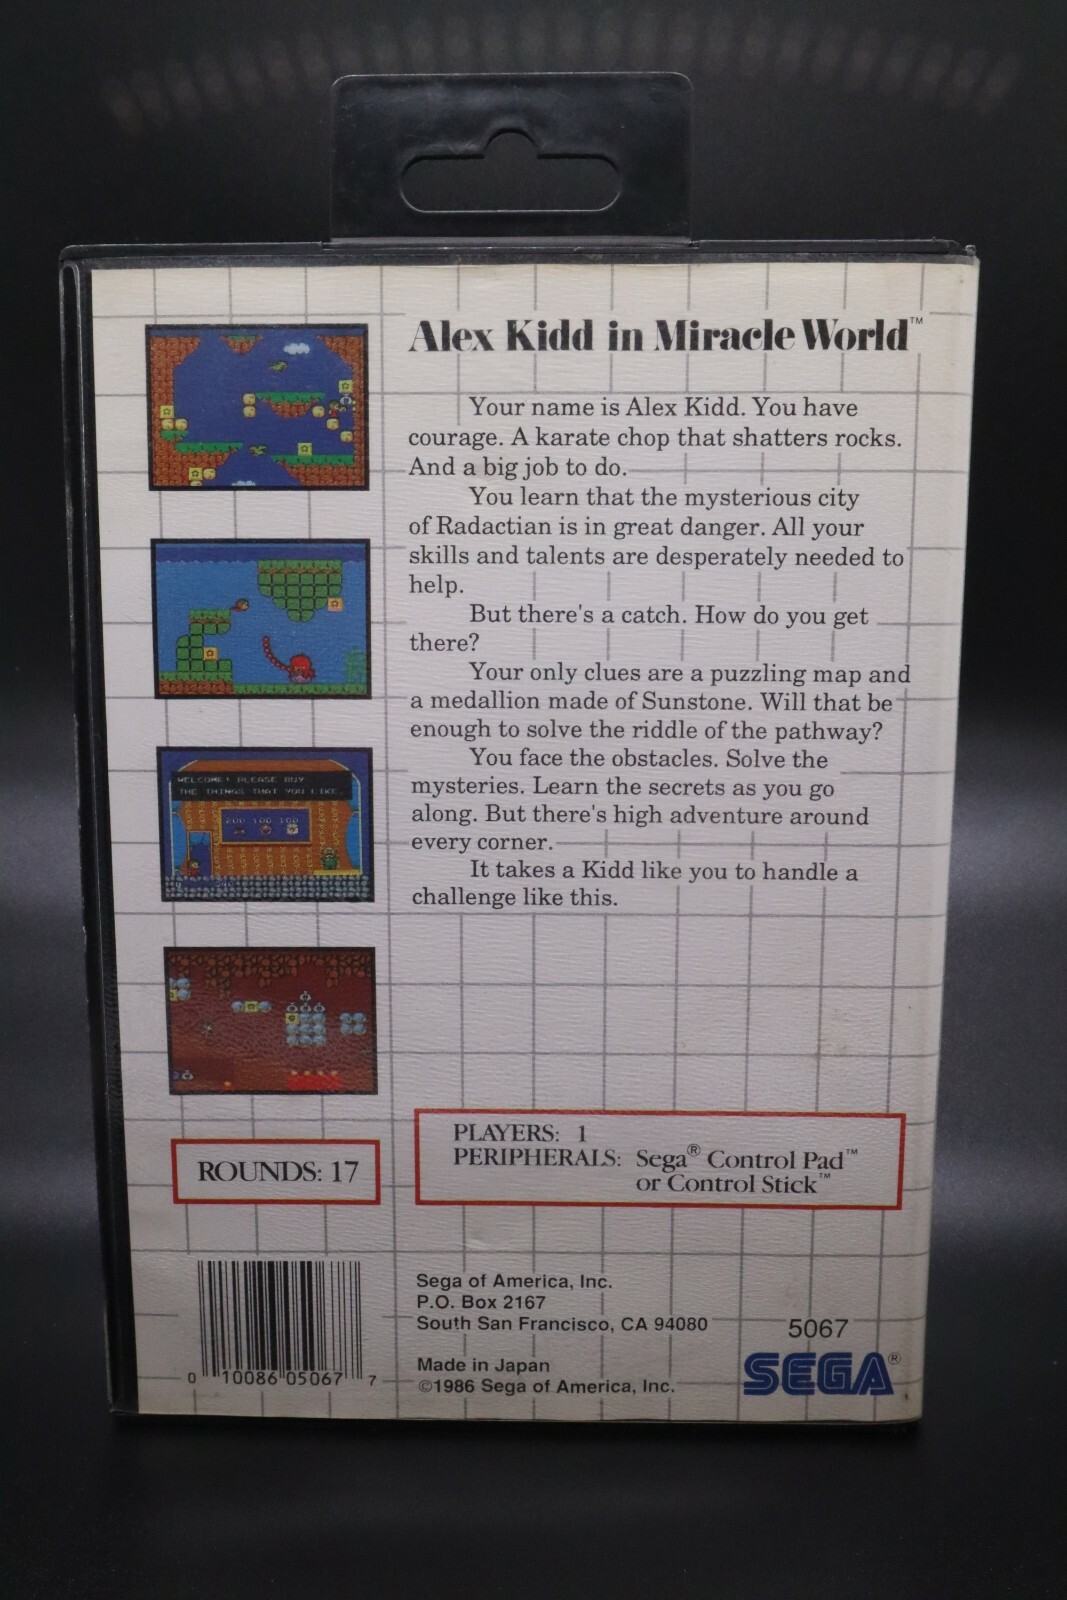 Alex Kidd in Miracle World™
Your name is Alex Kidd. You have
courage. A karate chop that shatters rocks.
And a big job to do.
You learn that the mysterious city
of Radactian is in great danger. All your
skills and talents are desperately needed to
help.
But there's a catch. How do you get
there?
Your only clues are a puzzling map and
a medallion made of Sunstone. Will that be
enough to solve the riddle of the pathway?
You face the obstacles. Solve the
mysteries. Learn the secrets as you go
along. But there's high adventure around
every corner.
It takes a Kidd like you to handle a
challenge like this.
WELCOME! PLEASE BUY
THE THINGS THAT YOU LIKE.
200 100 100
ROUNDS: 17
PLAYERS: 1
PERIPHERALS: Sega® Control Pad™
or Control Stick™
0 10086 05067 7
Sega of America, Inc.
P.O. Box 2167
South San Francisco, CA 94080
Made in Japan
©1986 Sega of America, Inc.
5067
SEGA®